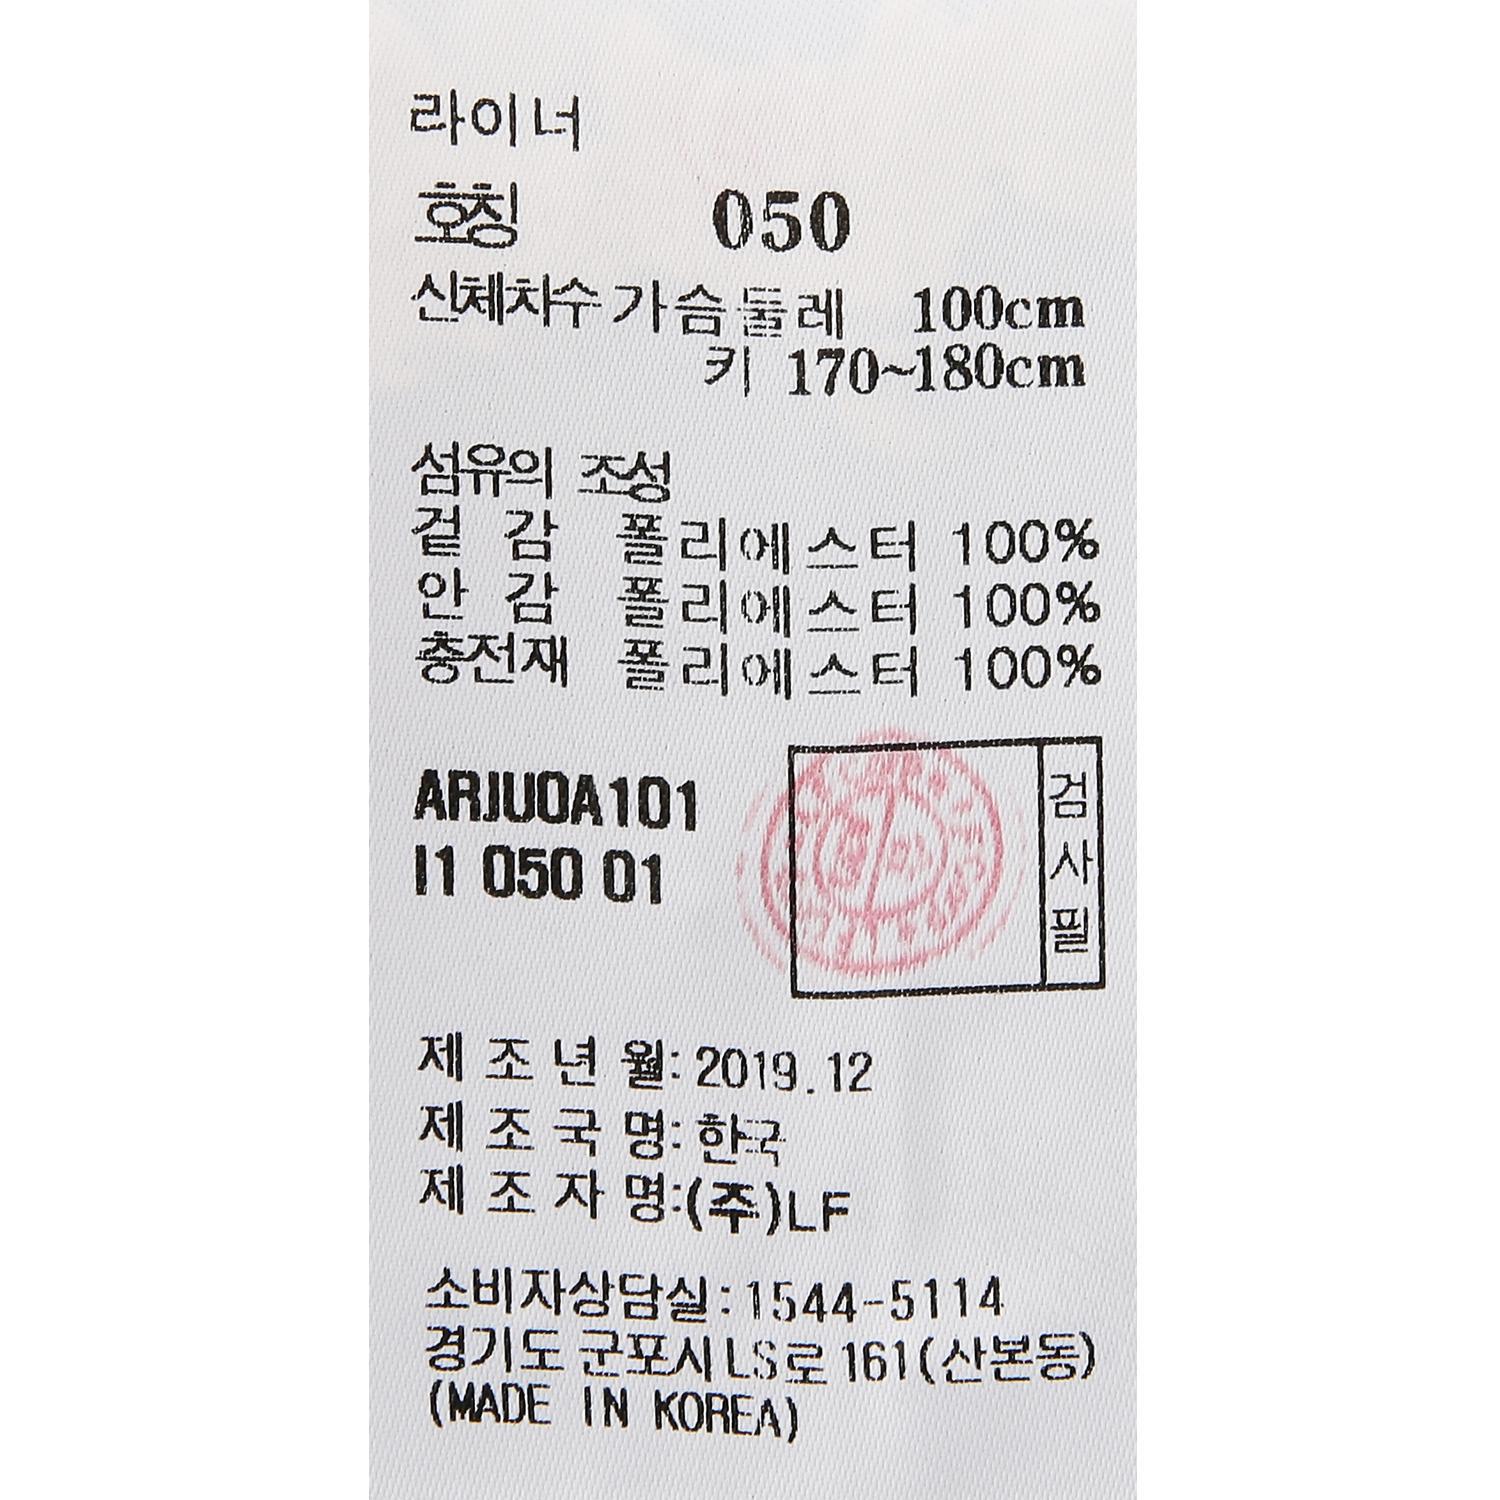 라이너
호칭 050
신체치수 가슴둘레 100cm
키 170~180cm
섬유의 조성
겉 감 폴리에스터 100%
안 감 폴리에스터 100%
충전재 폴리에스터 100%
ARJU0A101
I1 050 01
검사필
제 조 년 월: 2019.12
제 조 국 명: 한국
제 조 자 명:(주)LF
소비자상담실:1544-5114
경기도 군포시 LS로 161(산본동)
(MADE IN KOREA)